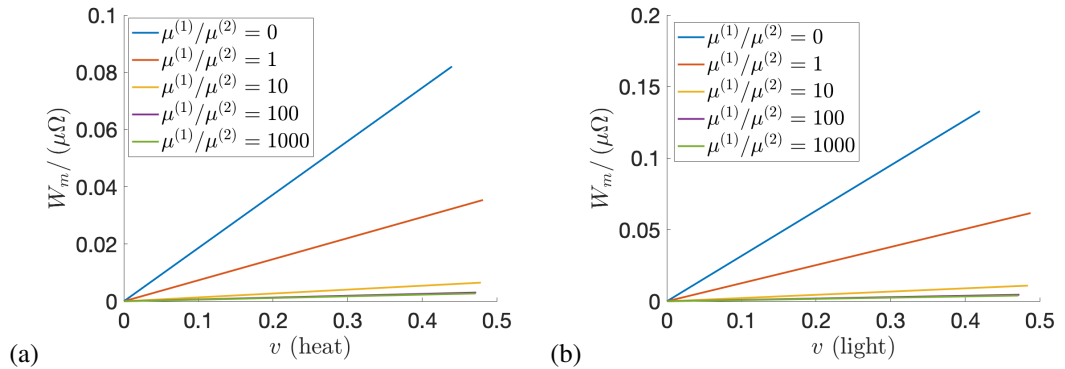 0.1
0.08
0.06
0.04
0.02
0
W_m / (μΩ)
μ^(1)/μ^(2) = 0
μ^(1)/μ^(2) = 1
μ^(1)/μ^(2) = 10
μ^(1)/μ^(2) = 100
μ^(1)/μ^(2) = 1000
0 0.1 0.2 0.3 0.4 0.5
v (heat)
(a)
0.2
0.15
0.1
0.05
0
W_m / (μΩ)
μ^(1)/μ^(2) = 0
μ^(1)/μ^(2) = 1
μ^(1)/μ^(2) = 10
μ^(1)/μ^(2) = 100
μ^(1)/μ^(2) = 1000
0 0.1 0.2 0.3 0.4 0.5
v (light)
(b)